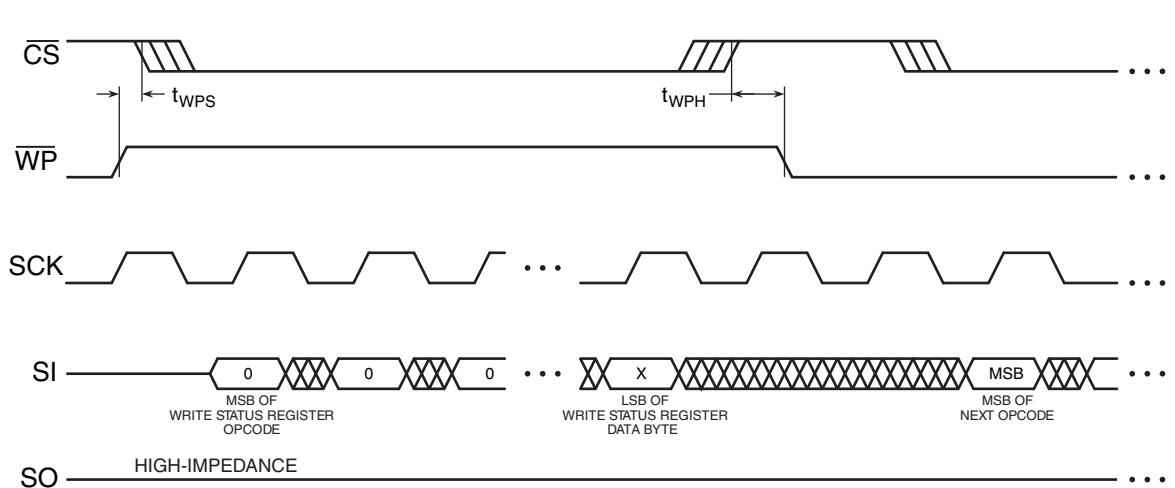 CS
tWPS
tWPH
WP
SCK
SI
0
0
0
X
MSB
MSB OF
WRITE STATUS REGISTER
OPCODE
LSB OF
WRITE STATUS REGISTER
DATA BYTE
MSB OF
NEXT OPCODE
HIGH-IMPEDANCE
SO